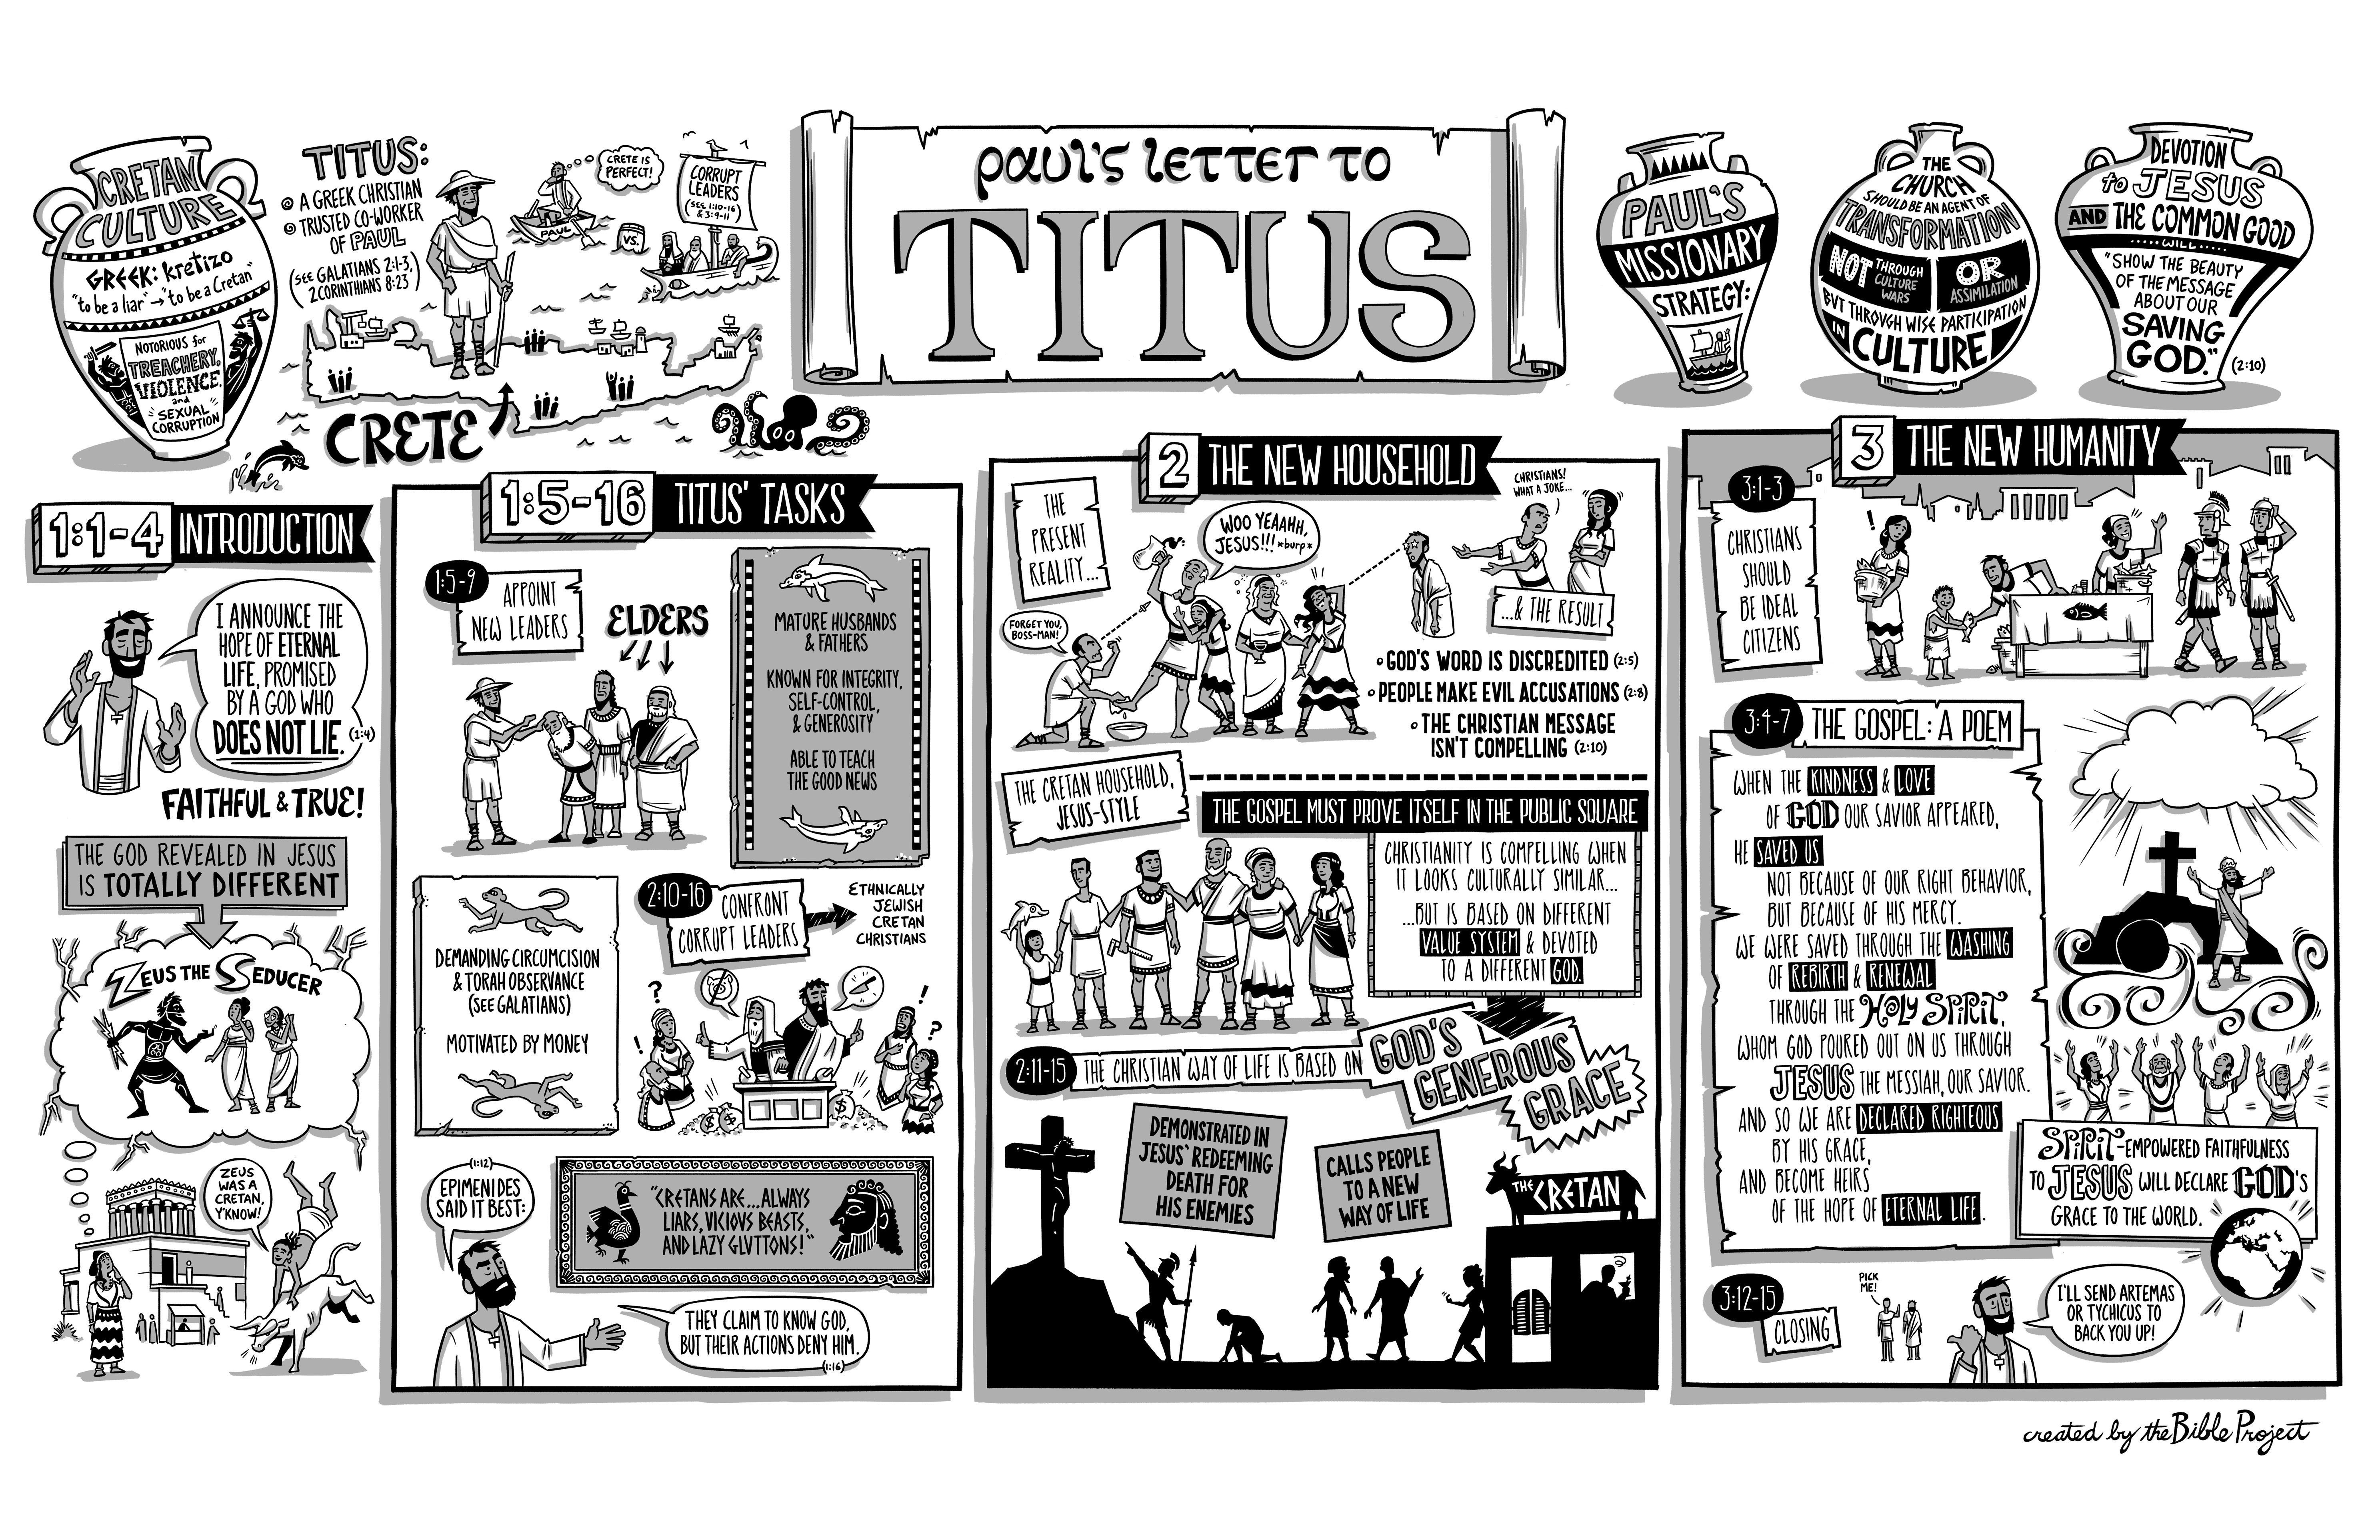 CRETAN
CULTURE
GREEK: kretizo
"to be a liar" → "to be a Cretan"
NOTORIOUS for
TREACHERY,
VIOLENCE,
and
SEXUAL
CORRUPTION
TITUS:
A GREEK CHRISTIAN
TRUSTED CO-WORKER
OF PAUL
(SEE GALATIANS 2:1-3,
2CORINTHIANS 8:23)
CRETE IS
PERFECT!
PAUL
VS.
CORRUPT
LEADERS
(SEE 1:10-16
& 3:9-11)
CRETE
PAUL'S LETTER TO
TITUS
PAUL'S
MISSIONARY
STRATEGY:
THE
CHURCH
SHOULD BE AN AGENT OF
TRANSFORMATION
NOT THROUGH
CULTURE
WARS
OR
ASSIMILATION
BUT THROUGH WISE PARTICIPATION
IN
CULTURE
DEVOTION
to JESUS
AND THE COMMON GOOD
WILL
"SHOW THE BEAUTY
OF THE MESSAGE
ABOUT OUR
SAVING
GOD."
(2:10)
1:1-4 INTRODUCTION
I ANNOUNCE THE
HOPE OF ETERNAL
LIFE, PROMISED
BY A GOD WHO
DOES NOT LIE. (1:4)
FAITHFUL & TRUE!
THE GOD REVEALED IN JESUS
IS TOTALLY DIFFERENT
ZEUS THE SEDUCER
ZEUS
WAS A
CRETAN,
Y'KNOW!
1:5-16 TITUS' TASKS
1:5-9 APPOINT
NEW LEADERS
ELDERS
MATURE HUSBANDS
& FATHERS
KNOWN FOR INTEGRITY,
SELF-CONTROL,
& GENEROSITY
ABLE TO TEACH
THE GOOD NEWS
2:10-16 CONFRONT
CORRUPT LEADERS
ETHNICALLY
JEWISH
CRETAN
CHRISTIANS
DEMANDING CIRCUMCISION
& TORAH OBSERVANCE
(SEE GALATIANS)
MOTIVATED BY MONEY
?
!
!
?
$
$
$
(1:12)
EPIMENIDES
SAID IT BEST:
"CRETANS ARE...ALWAYS
LIARS, VICIOUS BEASTS,
AND LAZY GLVTTONS!"
THEY CLAIM TO KNOW GOD,
BUT THEIR ACTIONS DENY HIM.
(1:16)
2 THE NEW HOUSEHOLD
THE
PRESENT
REALITY...
FORGET YOU,
BOSS-MAN!
WOO YEAAHH,
JESUS!!! *burp*
CHRISTIANS!
WHAT A JOKE...
...& THE RESULT
• GOD'S WORD IS DISCREDITED (2:5)
• PEOPLE MAKE EVIL ACCUSATIONS (2:8)
• THE CHRISTIAN MESSAGE
ISN'T COMPELLING (2:10)
THE CRETAN HOUSEHOLD,
JESUS-STYLE
THE GOSPEL MUST PROVE ITSELF IN THE PUBLIC SQUARE
CHRISTIANITY IS COMPELLING WHEN
IT LOOKS CULTURALLY SIMILAR...
...BUT IS BASED ON DIFFERENT
VALUE SYSTEM & DEVOTED
TO A DIFFERENT GOD.
2:11-15 THE CHRISTIAN WAY OF LIFE IS BASED ON
GOD'S
GENEROUS
GRACE
DEMONSTRATED IN
JESUS' REDEEMING
DEATH FOR
HIS ENEMIES
CALLS PEOPLE
TO A NEW
WAY OF LIFE
THE CRETAN
3 THE NEW HUMANITY
3:1-3
CHRISTIANS
SHOULD
BE IDEAL
CITIZENS
!
3:4-7 THE GOSPEL: A POEM
WHEN THE KINDNESS & LOVE
OF GOD OUR SAVIOR APPEARED,
HE SAVED US
NOT BECAUSE OF OUR RIGHT BEHAVIOR,
BUT BECAUSE OF HIS MERCY.
WE WERE SAVED THROUGH THE WASHING
OF REBIRTH & RENEWAL
THROUGH THE HOLY SPIRIT,
WHOM GOD POURED OUT ON US THROUGH
JESUS THE MESSIAH, OUR SAVIOR.
AND SO WE ARE DECLARED RIGHTEOUS
BY HIS GRACE,
AND BECOME HEIRS
OF THE HOPE OF ETERNAL LIFE.
SPIRIT-EMPOWERED FAITHFULNESS
TO JESUS WILL DECLARE GOD'S
GRACE TO THE WORLD.
3:12-15
CLOSING
PICK
ME!
I'LL SEND ARTEMAS
OR TYCHICUS TO
BACK YOU UP!
created by the Bible Project